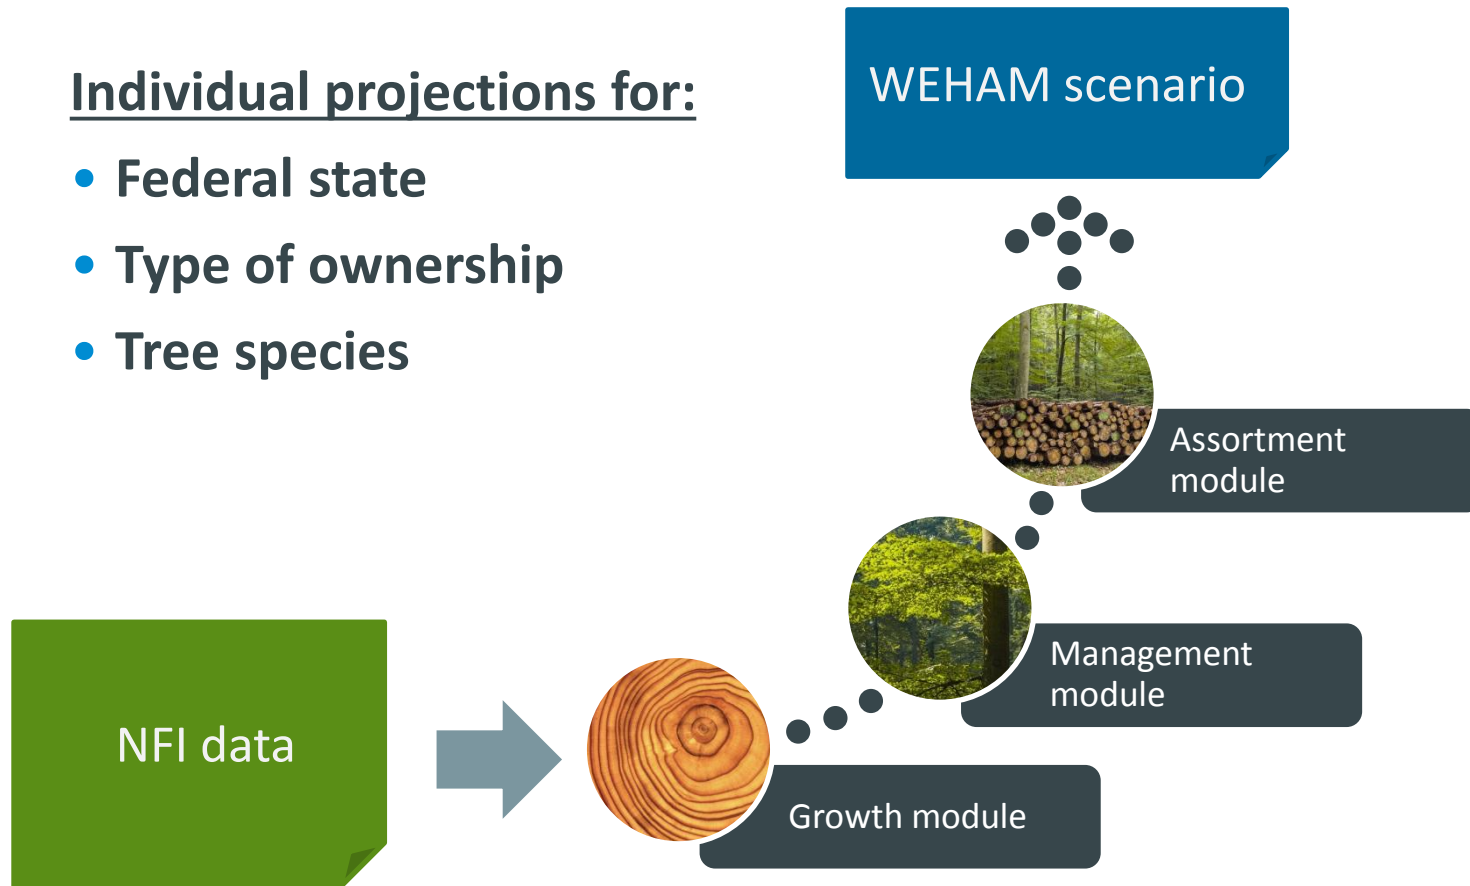 Individual projections for:
• Federal state
• Type of ownership
• Tree species
WEHAM scenario
Assortment
module
Management
module
Growth module
NFI data